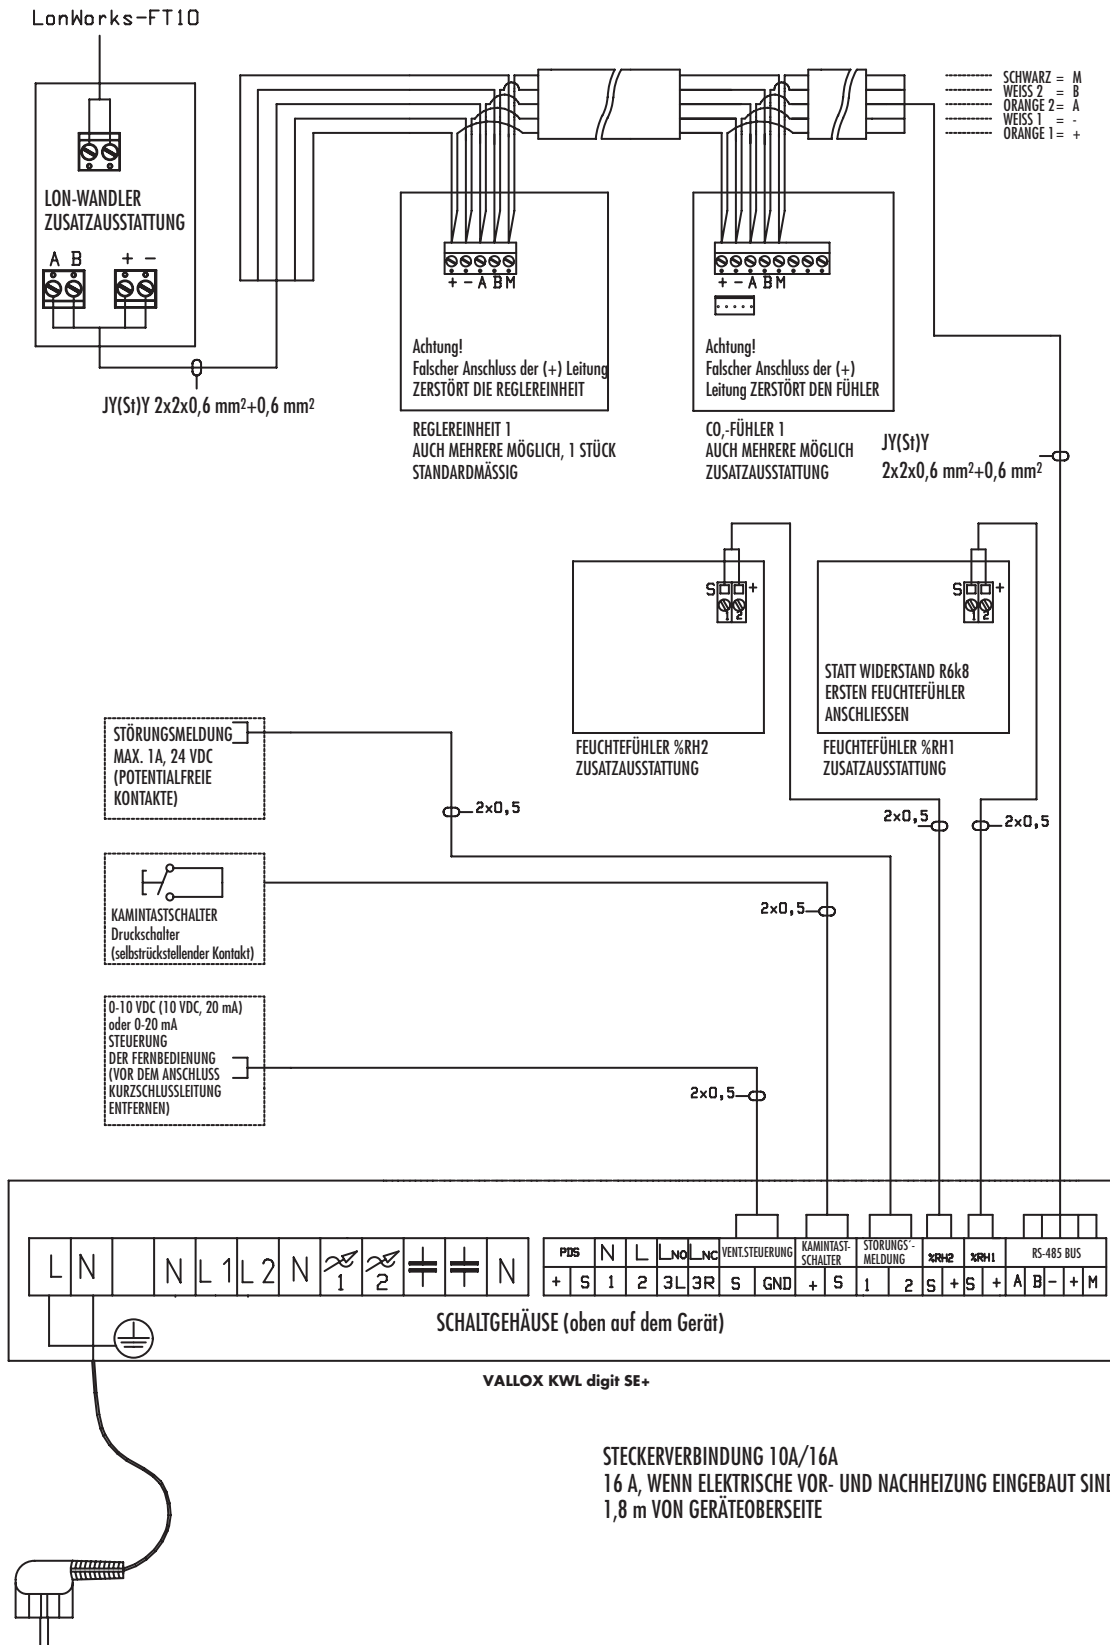 LonWorks-FT10
SCHWARZ = M
WEISS 2 = B
ORANGE 2 = A
WEISS 1 = -
ORANGE 1 = +
LON-WANDLER
ZUSATZAUSSTATTUNG
A B + -
JY(St)Y 2x2x0,6 mm²+0,6 mm²
+ - A B M
Achtung!
Falscher Anschluss der (+) Leitung
ZERSTÖRT DIE REGLEREINHEIT
REGLEREINHEIT 1
AUCH MEHRERE MÖGLICH, 1 STÜCK
STANDARDMÄSSIG
+ - A B M
Achtung!
Falscher Anschluss der (+)
Leitung ZERSTÖRT DEN FÜHLER
CO,-FÜHLER 1
AUCH MEHRERE MÖGLICH
ZUSATZAUSSTATTUNG
JY(St)Y
2x2x0,6 mm²+0,6 mm²
S +
1 2
FEUCHTEFÜHLER %RH2
ZUSATZAUSSTATTUNG
S +
1 2
STATT WIDERSTAND R6k8
ERSTEN FEUCHTEFÜHLER
ANSCHLIESSEN
FEUCHTEFÜHLER %RH1
ZUSATZAUSSTATTUNG
STÖRUNGSMELDUNG
MAX. 1A, 24 VDC
(POTENTIALFREIE
KONTAKTE)
2x0,5
2x0,5
2x0,5
KAMINTASTSCHALTER
Druckschalter
(selbstrückstellender Kontakt)
2x0,5
0-10 VDC (10 VDC, 20 mA)
oder 0-20 mA
STEUERUNG
DER FERNBEDIENUNG
(VOR DEM ANSCHLUSS
KURZSCHLUSSLEITUNG
ENTFERNEN)
2x0,5
L N N L1 L2 N 1 2 N
PDS N L LNO LNC VENT.STEUERUNG KAMINTAST-
SCHALTER STÖRUNGS´-
MELDUNG %RH2 %RH1 RS-485 BUS
+ S 1 2 3L 3R S GND + S 1 2 S + S + A B - + M
SCHALTGEHÄUSE (oben auf dem Gerät)
VALLOX KWL digit SE+
STECKERVERBINDUNG 10A/16A
16 A, WENN ELEKTRISCHE VOR- UND NACHHEIZUNG EINGEBAUT SIND
1,8 m VON GERÄTEOBERSEITE